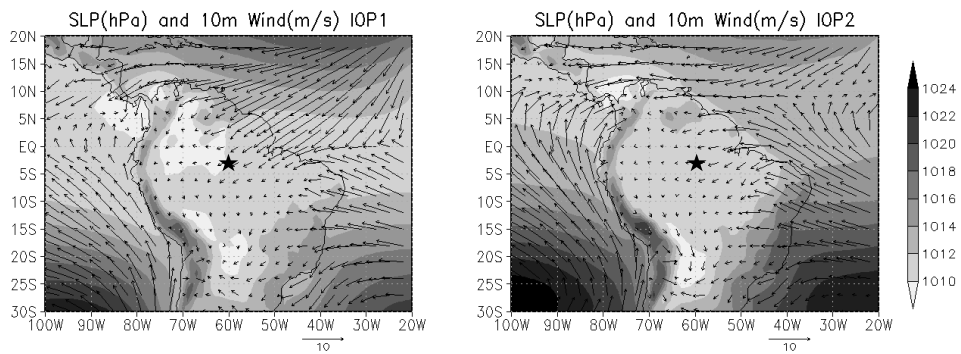 SLP(hPa) and 10m Wind(m/s) IOP1
20N
15N
10N
5N
EQ
5S
10S
15S
20S
25S
30S
100W 90W 80W 70W 60W 50W 40W 30W 20W
10
SLP(hPa) and 10m Wind(m/s) IOP2
20N
15N
10N
5N
EQ
5S
10S
15S
20S
25S
30S
100W 90W 80W 70W 60W 50W 40W 30W 20W
10
1024
1022
1020
1018
1016
1014
1012
1010